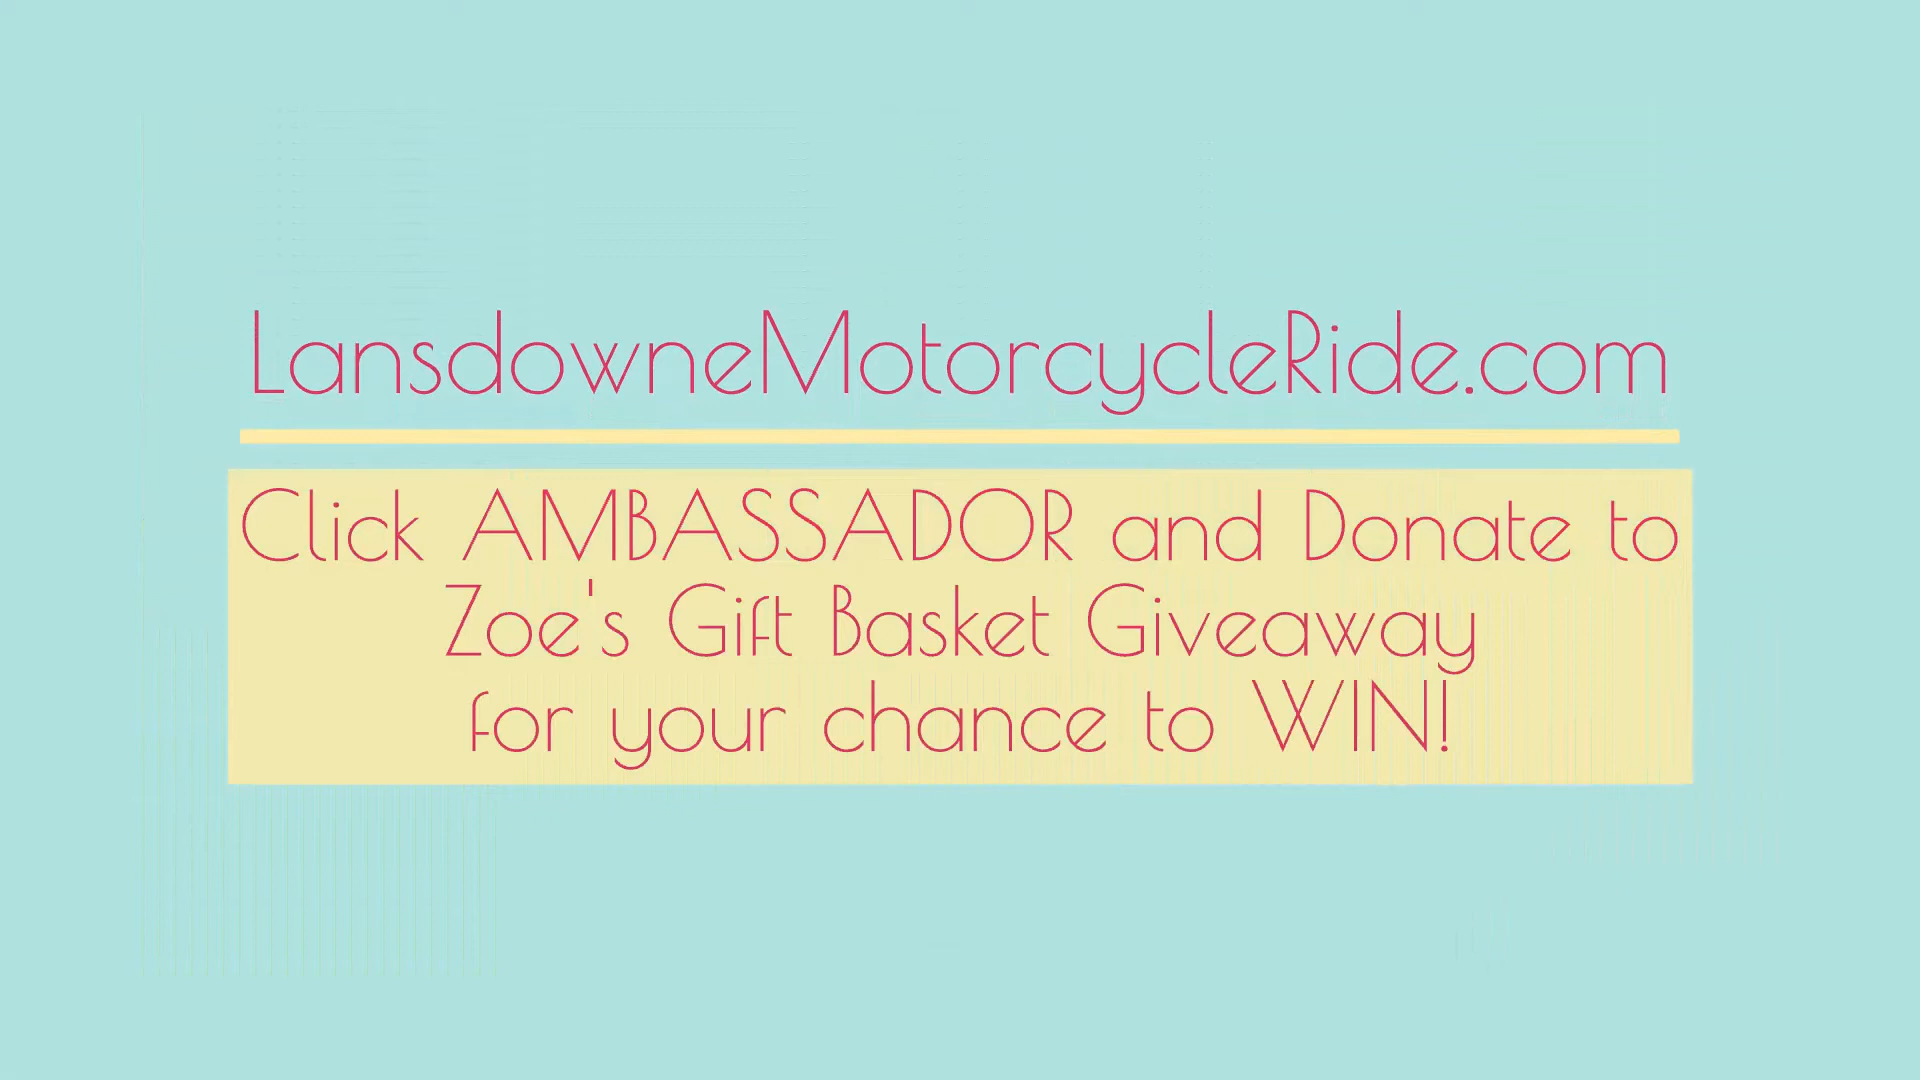 LansdowneMotorcycleRide.com
Click AMBASSADOR and Donate to
Zoe's Gift Basket Giveaway
for your chance to WIN!